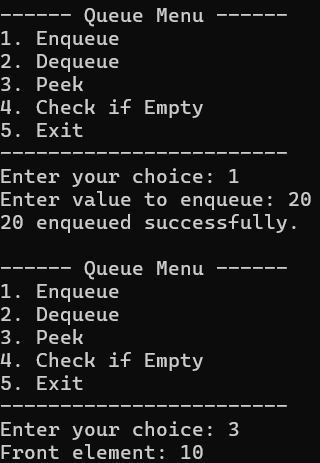 ------ Queue Menu ------
1. Enqueue
2. Dequeue
3. Peek
4. Check if Empty
5. Exit
------------------------
Enter your choice: 1
Enter value to enqueue: 20
20 enqueued successfully.

------ Queue Menu ------
1. Enqueue
2. Dequeue
3. Peek
4. Check if Empty
5. Exit
------------------------
Enter your choice: 3
Front element: 10